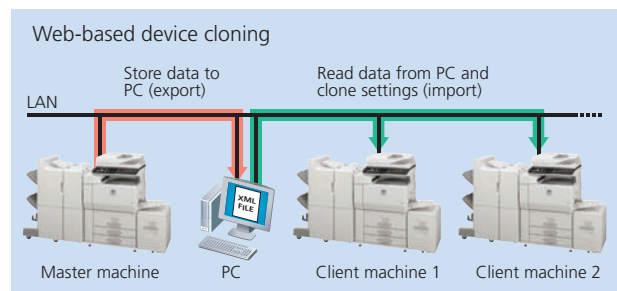 Web-based device cloning
Store data to
PC (export)
Read data from PC and
clone settings (import)
LAN
XML
FILE
Master machine
PC
Client machine 1
Client machine 2